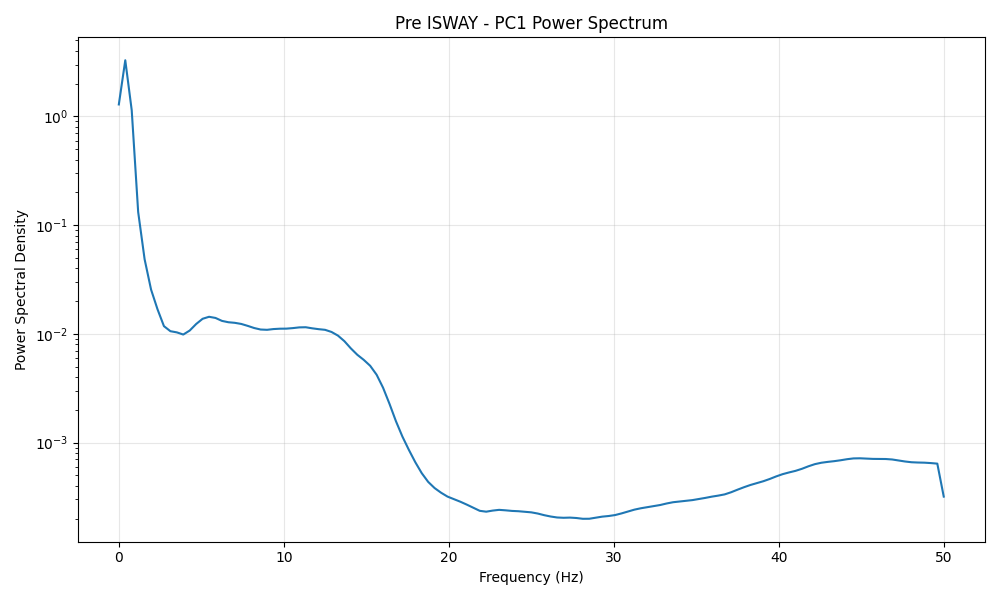 Pre ISWAY - PC1 Power Spectrum
Power Spectral Density
10⁰
10⁻¹
10⁻²
10⁻³
0 10 20 30 40 50
Frequency (Hz)